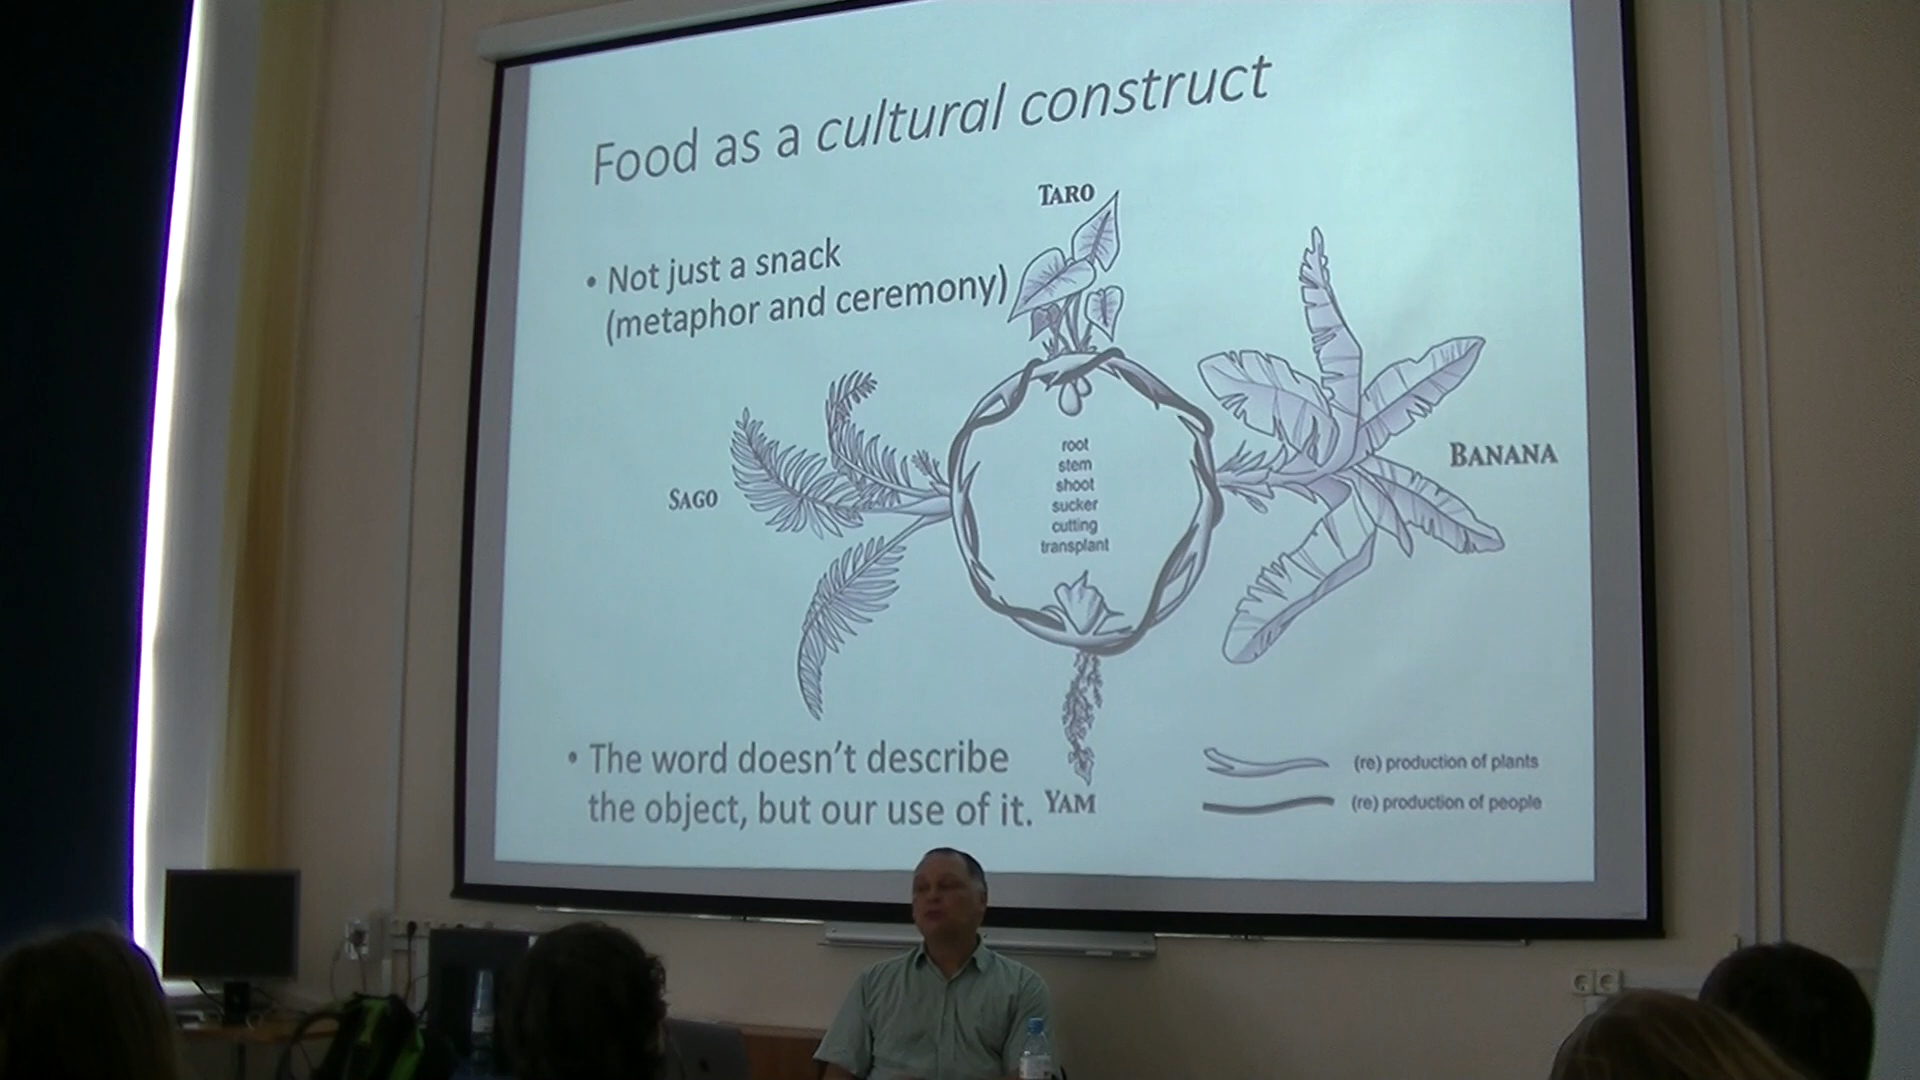 Food as a cultural construct
• Not just a snack
(metaphor and ceremony)
TARO
SAGO
BANANA
root
stem
shoot
sucker
cutting
transplant
• The word doesn't describe
the object, but our use of it.
YAM
(re) production of plants
(re) production of people